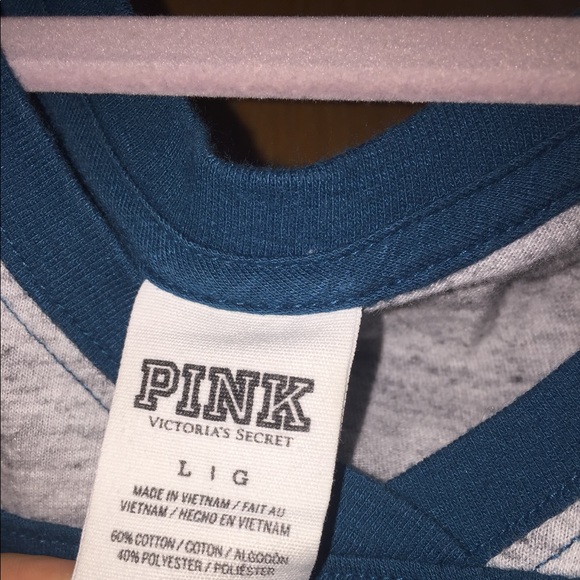 PINK
VICTORIA'S SECRET
L | G
MADE IN VIETNAM / FAIT AU
VIETNAM / HECHO EN VIETNAM
60% COTTON / COTON / ALGODÓN
40% POLYESTER / POLIÉSTER